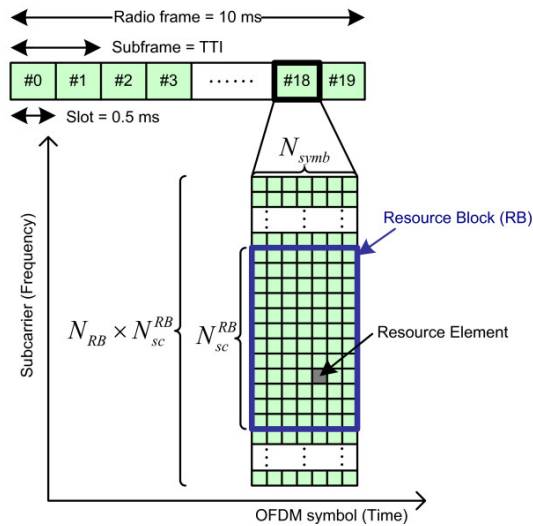 Radio frame = 10 ms
Subframe = TTI
#0 #1 #2 #3 ...... #18 #19
Slot = 0.5 ms
N_symb
Resource Block (RB)
Subcarrier (Frequency)
N_RB × N_sc^RB
N_sc^RB
Resource Element
OFDM symbol (Time)